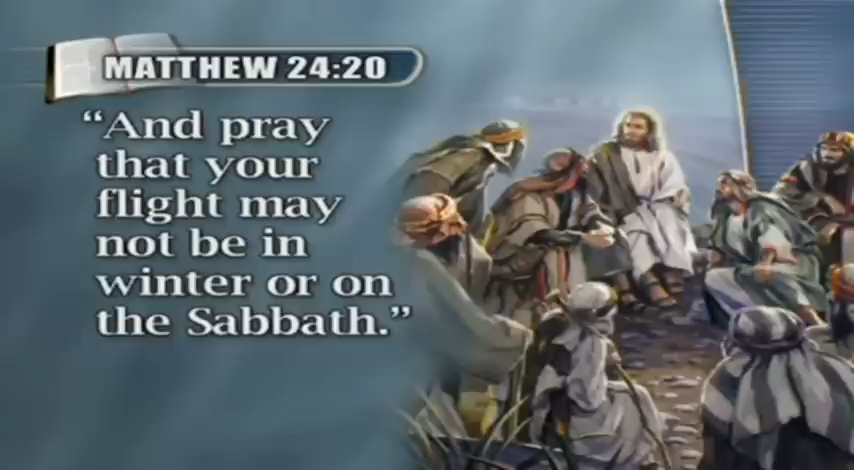 MATTHEW 24:20
“And pray
that your
flight may
not be in
winter or on
the Sabbath.”